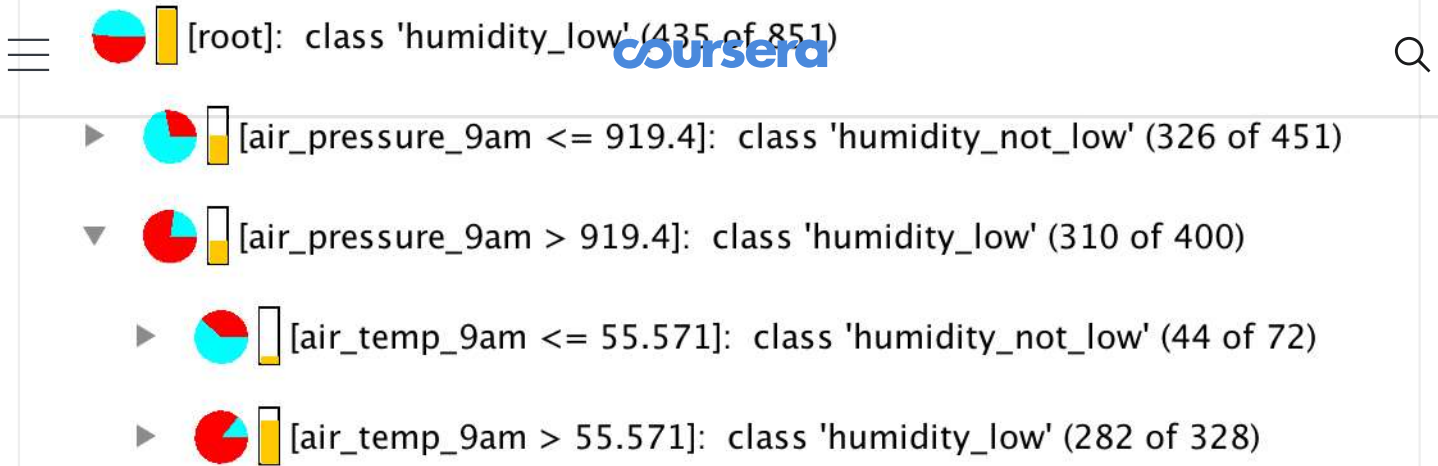 [root]: class 'humidity_low' (435 of 851)
coursera
[air_pressure_9am <= 919.4]: class 'humidity_not_low' (326 of 451)
[air_pressure_9am > 919.4]: class 'humidity_low' (310 of 400)
[air_temp_9am <= 55.571]: class 'humidity_not_low' (44 of 72)
[air_temp_9am > 55.571]: class 'humidity_low' (282 of 328)